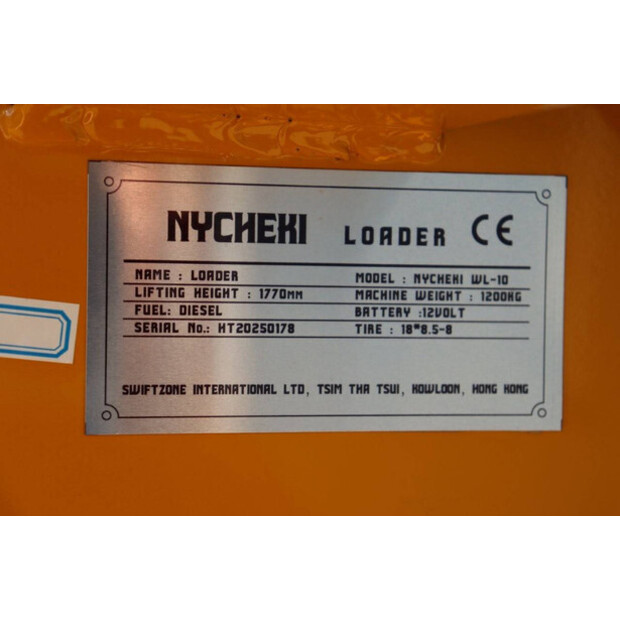 NYCHEKI LOADER CE
NAME : LOADER MODEL : NYCHEKI WL-10
LIFTING HEIGHT : 1770MM MACHINE WEIGHT : 1200KG
FUEL: DIESEL BATTERY :12VOLT
SERIAL No.: HT20250178 TIRE : 18*8.5-8
SWIFTZONE INTERNATIONAL LTD, TSIM THA TSUI, KOWLOON, HONG KONG